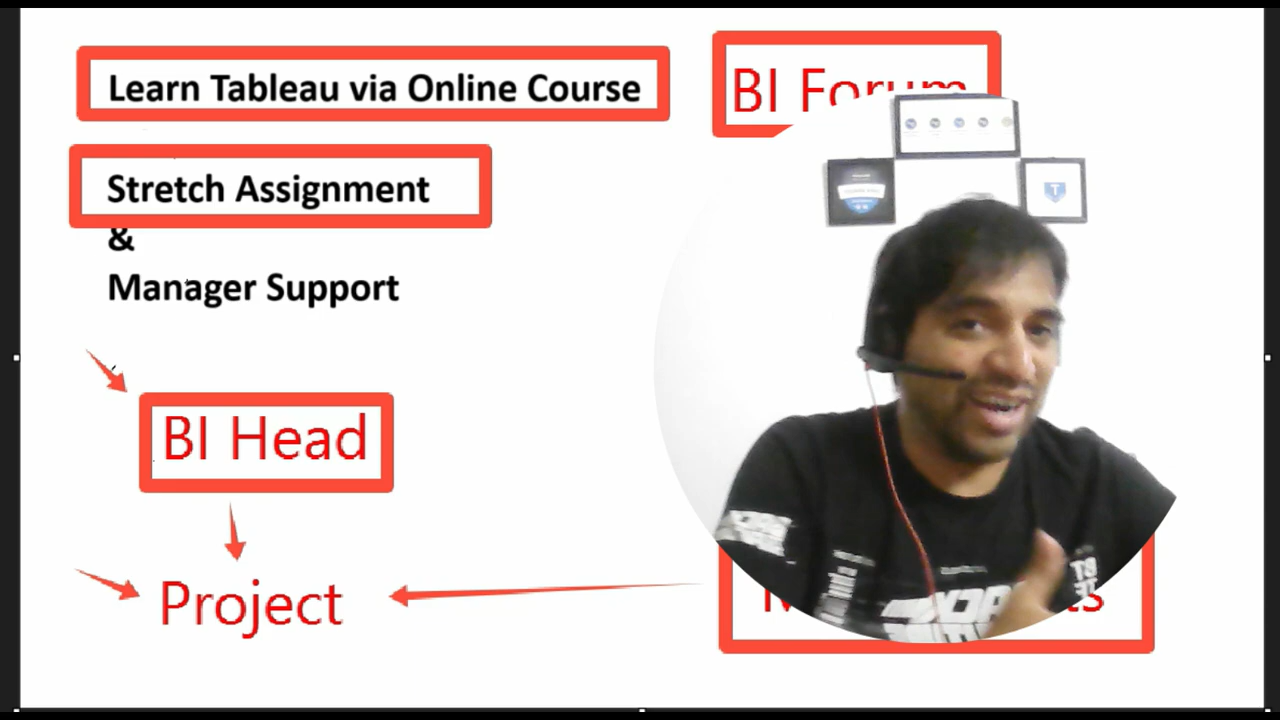 Learn Tableau via Online Course
BI Forum
Stretch Assignment
&
Manager Support
BI Head
Project